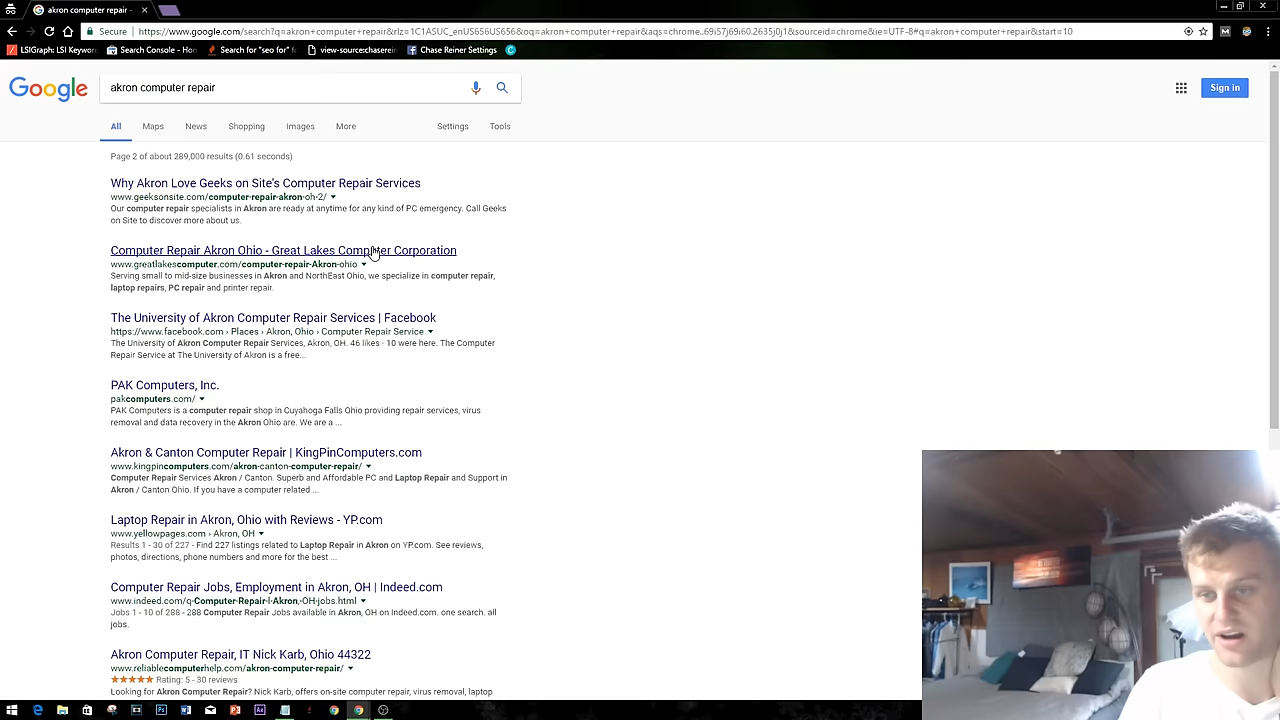 akron computer repair -
Secure
https://www.google.com/search?q=akron+computer+repair&rlz=1C1ASUC_enUS656US656&oq=akron+computer+repair&aqs=chrome..69i57j69i60.2635j0j1&sourceid=chrome&ie=UTF-8#q=akron+computer+repair&start=10
LSIGraph: LSI Keyword
Search Console - Hom
Search for "seo for"
view-source:chaserein
Chase Reiner Settings
Google
akron computer repair
Sign in
All
Maps
News
Shopping
Images
More
Settings
Tools
Page 2 of about 289,000 results (0.61 seconds)
Why Akron Love Geeks on Site's Computer Repair Services
www.geeksonsite.com/computer-repair-akron-oh-2/
Our computer repair specialists in Akron are ready at anytime for any kind of PC emergency. Call Geeks
on Site to discover more about us.
Computer Repair Akron Ohio - Great Lakes Computer Corporation
www.greatlakescomputer.com/computer-repair-Akron-ohio
Serving small to mid-size businesses in Akron and NorthEast Ohio, we specialize in computer repair,
laptop repairs, PC repair and printer repair.
The University of Akron Computer Repair Services | Facebook
https://www.facebook.com › Places › Akron, Ohio › Computer Repair Service
The University of Akron Computer Repair Services, Akron, OH. 46 likes · 10 were here. The Computer
Repair Service at The University of Akron is a free...
PAK Computers, Inc.
pakcomputers.com/
PAK Computers is a computer repair shop in Cuyahoga Falls Ohio providing repair services, virus
removal and data recovery in the Akron Ohio are. We are a ...
Akron & Canton Computer Repair | KingPinComputers.com
www.kingpincomputers.com/akron-canton-computer-repair/
Computer Repair Services Akron / Canton. Superb and Affordable PC and Laptop Repair and Support in
Akron / Canton Ohio. If you have a computer related ...
Laptop Repair in Akron, Ohio with Reviews - YP.com
www.yellowpages.com › Akron, OH
Results 1 - 30 of 227 - Find 227 listings related to Laptop Repair in Akron on YP.com. See reviews,
photos, directions, phone numbers and more for the best ...
Computer Repair Jobs, Employment in Akron, OH | Indeed.com
www.indeed.com/q-Computer-Repair-l-Akron,-OH-jobs.html
Jobs 1 - 10 of 288 - 288 Computer Repair Jobs available in Akron, OH on Indeed.com. one search. all
jobs.
Akron Computer Repair, IT Nick Karb, Ohio 44322
www.reliablecomputerhelp.com/akron-computer-repair/
Rating: 5 - 30 reviews
Looking for Akron Computer Repair? Nick Karb, offers on-site computer repair, virus removal, laptop